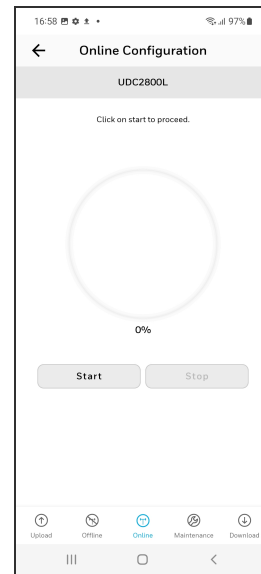 16:58 97%
Online Configuration
UDC2800L
Click on start to proceed.
0%
Start Stop
Upload Offline Online Maintenance Download